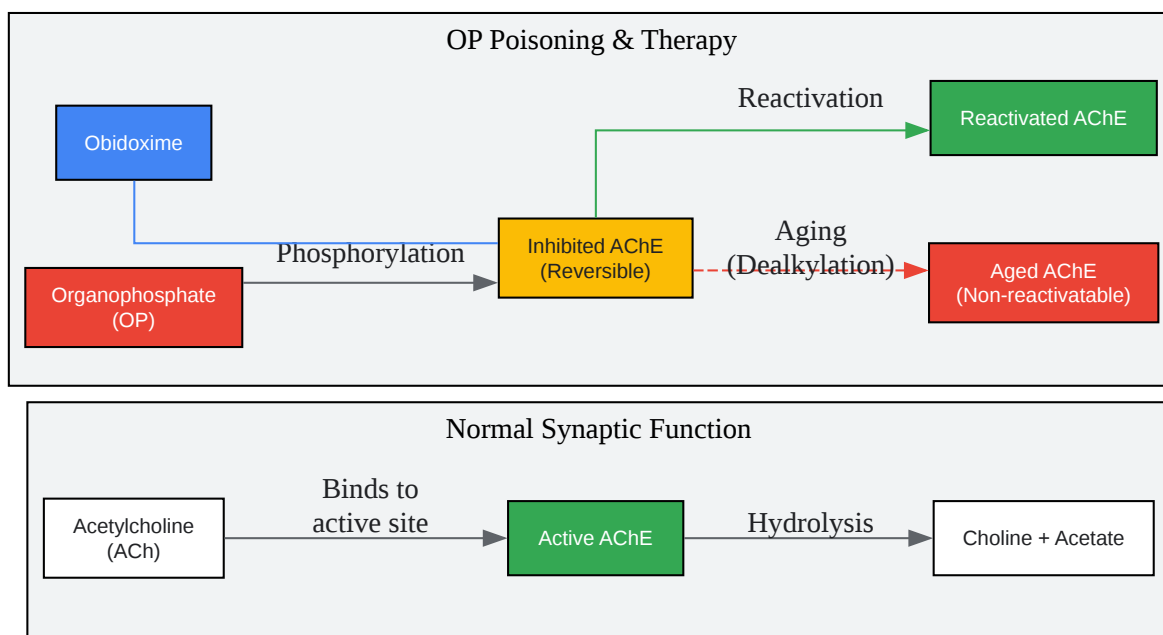 OP Poisoning & Therapy
Reactivation
Obidoxime
Reactivated AChE
Phosphorylation
Inhibited AChE
(Reversible)
Aging
(Dealkylation)
Organophosphate
(OP)
Aged AChE
(Non-reactivatable)
Normal Synaptic Function
Acetylcholine
(ACh)
Binds to
active site
Active AChE
Hydrolysis
Choline + Acetate